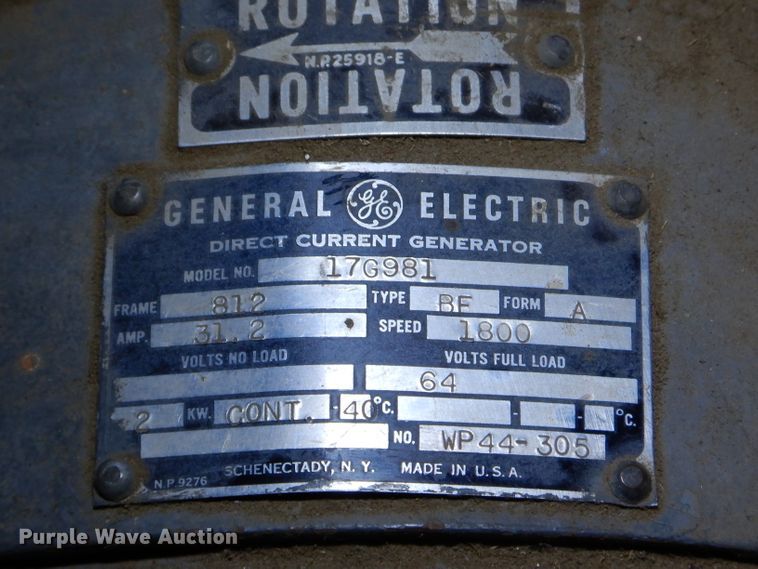 ROTATION
N.P.25918-E
ROTATION
GENERAL GE ELECTRIC
DIRECT CURRENT GENERATOR
MODEL NO. 17G981
FRAME 812 TYPE BF FORM A
AMP. 31.2 SPEED 1800
VOLTS NO LOAD VOLTS FULL LOAD
64
2 KW. CONT. -40°C. - - °C.
NO. WP44-305
N.P.9276 SCHENECTADY, N.Y. MADE IN U.S.A.
Purple Wave Auction